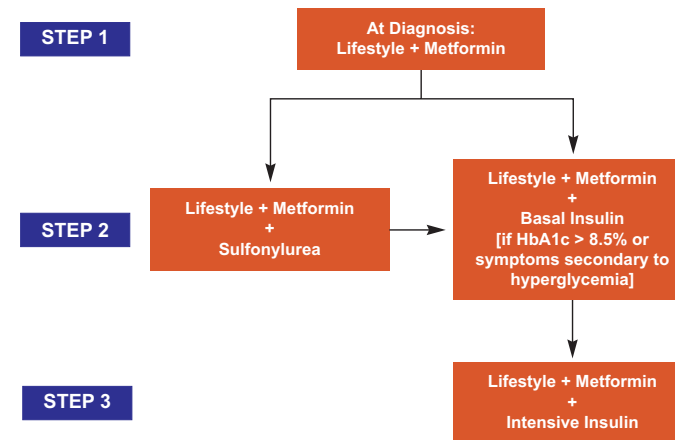 STEP 1
At Diagnosis:
Lifestyle + Metformin
STEP 2
Lifestyle + Metformin
+
Sulfonylurea
Lifestyle + Metformin
+
Basal Insulin
[if HbA1c > 8.5% or
symptoms secondary to
hyperglycemia]
STEP 3
Lifestyle + Metformin
+
Intensive Insulin